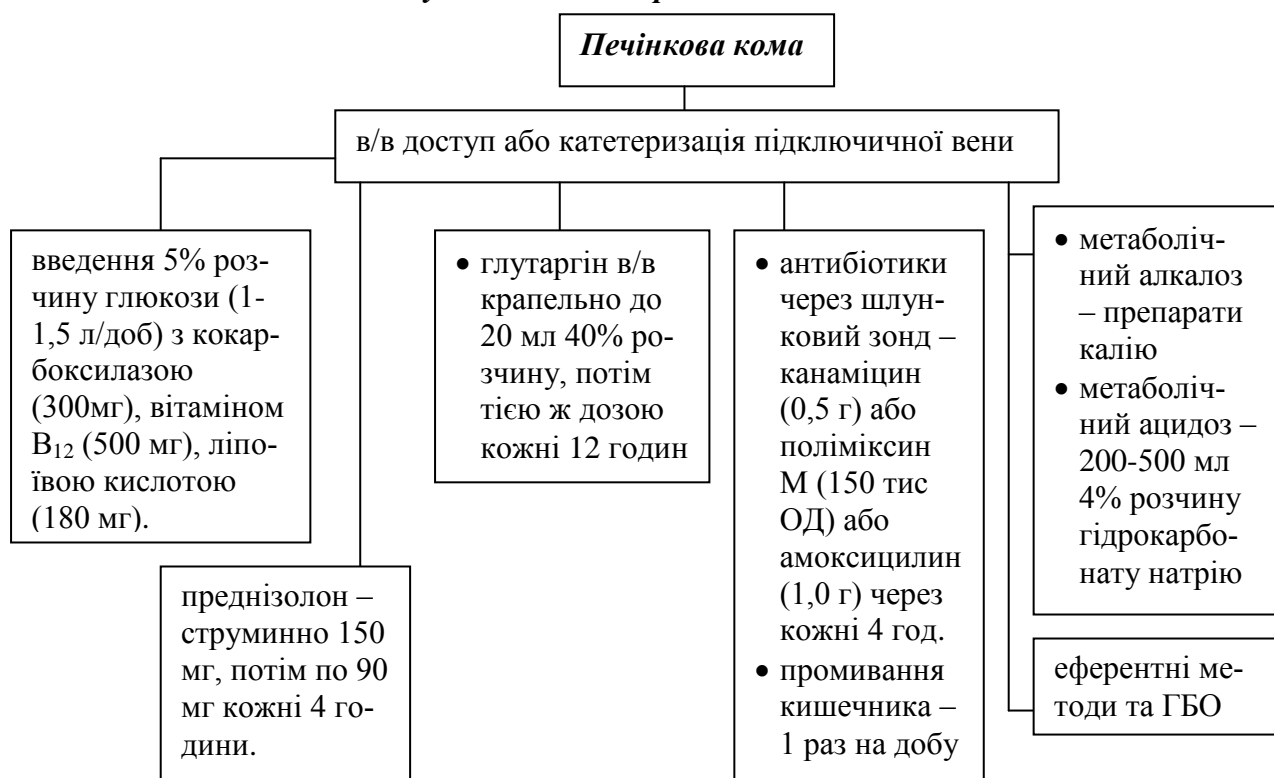 Печінкова кома
в/в доступ або катетеризація підключичної вени
введення 5% роз-
чину глюкози (1-
1,5 л/доб) з кокар-
боксилазою
(300мг), вітаміном
В12 (500 мг), ліпо-
ївою кислотою
(180 мг).
преднізолон –
струминно 150
мг, потім по 90
мг кожні 4 го-
дини.
• глутаргін в/в
крапельно до
20 мл 40% ро-
зчину, потім
тією ж дозою
кожні 12 годин
• антибіотики
через шлун-
ковий зонд –
канаміцин
(0,5 г) або
поліміксин
М (150 тис
ОД) або
амоксицилин
(1,0 г) через
кожні 4 год.
• промивання
кишечника –
1 раз на добу
• метаболіч-
ний алкалоз
– препарати
калію
• метаболіч-
ний ацидоз –
200-500 мл
4% розчину
гідрокарбо-
нату натрію
еферентні ме-
тоди та ГБО